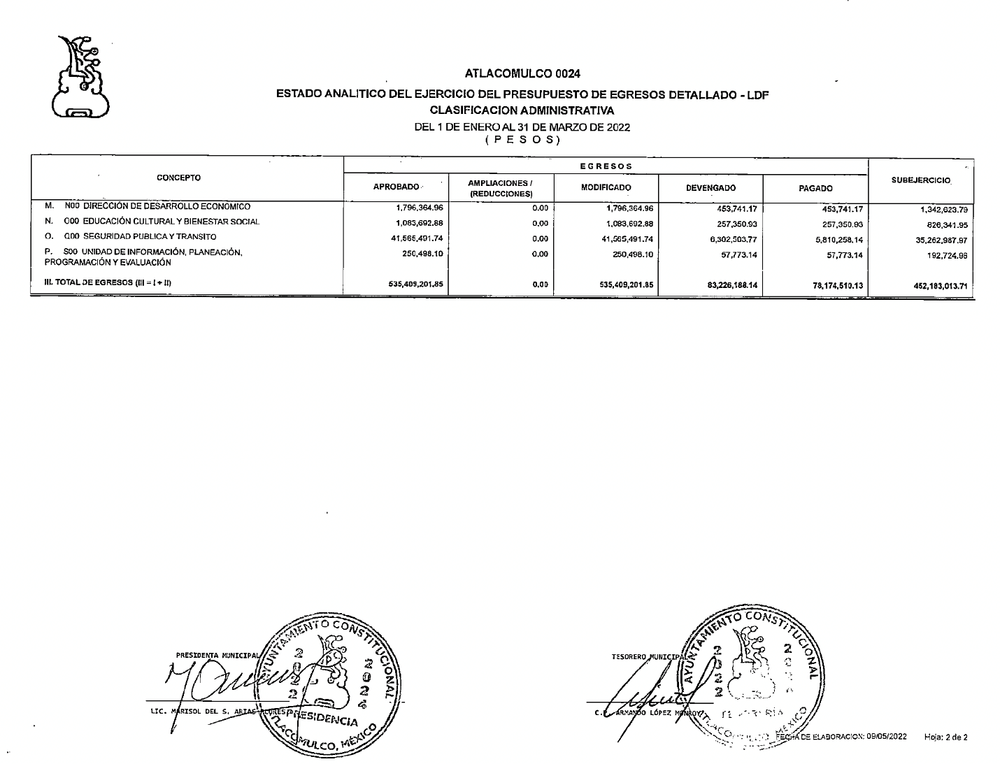 ATLACOMULCO 0024
ESTADO ANALITICO DEL EJERCICIO DEL PRESUPUESTO DE EGRESOS DETALLADO - LDF
CLASIFICACION ADMINISTRATIVA
DEL 1 DE ENERO AL 31 DE MARZO DE 2022
( P E S O S )
CONCEPTO
E G R E S O S
SUBEJERCICIO
APROBADO
AMPLIACIONES /
(REDUCCIONES)
MODIFICADO
DEVENGADO
PAGADO
M. N00 DIRECCIÓN DE DESARROLLO ECONÓMICO 1,796,364.96 0.00 1,796,364.96 453,741.17 453,741.17 1,342,623.79
N. O00 EDUCACIÓN CULTURAL Y BIENESTAR SOCIAL 1,083,692.88 0.00 1,083,692.88 257,350.93 257,350.93 826,341.95
O. Q00 SEGURIDAD PUBLICA Y TRANSITO 41,565,491.74 0.00 41,565,491.74 6,302,503.77 5,810,258.14 35,262,987.97
P. S00 UNIDAD DE INFORMACIÓN, PLANEACIÓN, 250,498.10 0.00 250,498.10 57,773.14 57,773.14 192,724.96
PROGRAMACIÓN Y EVALUACIÓN
III. TOTAL DE EGRESOS (III = I + II) 535,409,201.85 0.00 535,409,201.85 83,226,188.14 78,174,510.13 452,183,013.71
PRESIDENTA MUNICIPAL
LIC. MARISOL DEL S. ARIAS FLORES
AYUNTAMIENTO CONSTITUCIONAL
2022
2024
PRESIDENCIA
ATLACOMULCO, MÉXICO
TESORERO MUNICIPAL
C.P. ARMANDO LÓPEZ MONROY
AYUNTAMIENTO CONSTITUCIONAL
2022
MÉXICO
FECHA DE ELABORACION: 09/05/2022 Hoja: 2 de 2